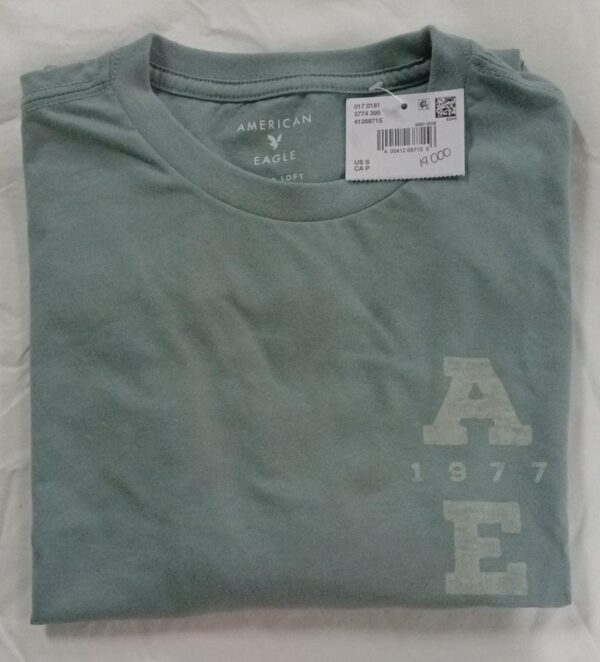 AMERICAN
EAGLE
SOFT
017 0181
3774 395
41268715
US S
CA P
19.000
A
1977
E